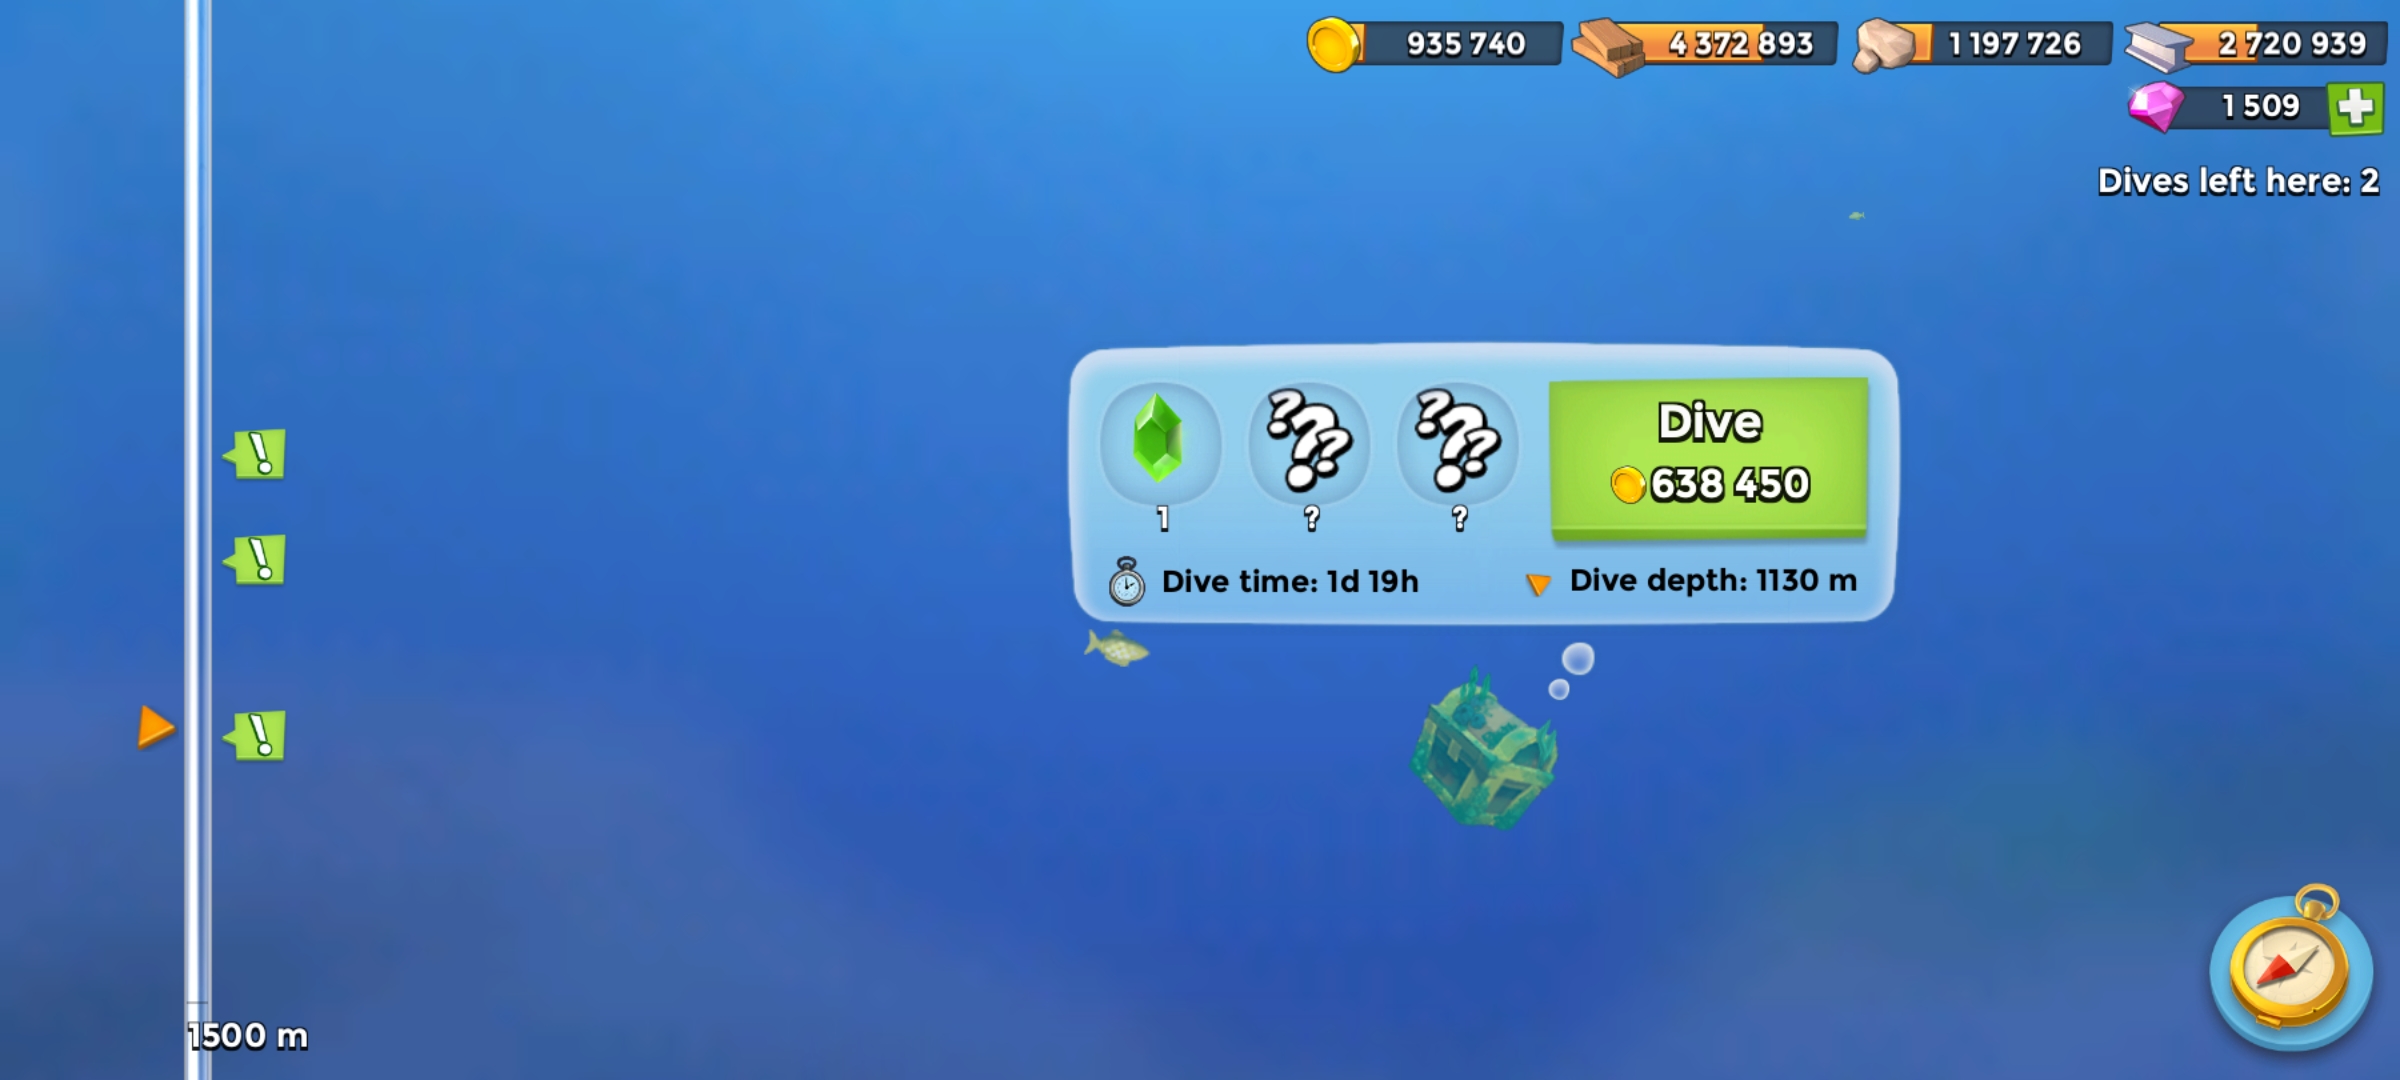 935 740
4 372 893
1 197 726
2 720 939
1 509
Dives left here: 2
!
!
!
???
???
1
?
?
Dive
638 450
Dive time: 1d 19h
Dive depth: 1130 m
1500 m